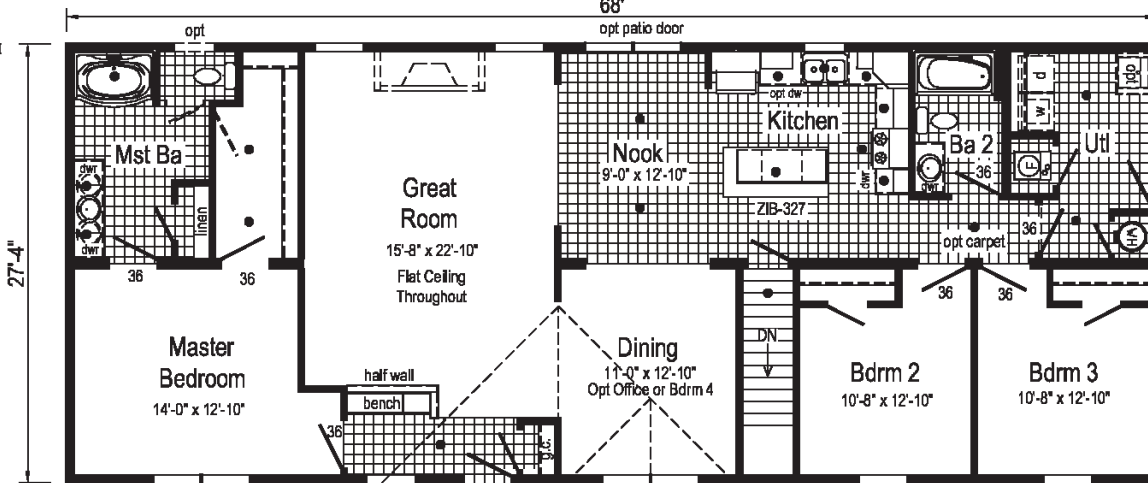 68'
opt
opt patio door
27'-4"
Mst Ba
dwr
dwr
linen
36
36
Great
Room
15'-8" x 22'-10"
Flat Ceiling
Throughout
Nook
9'-0" x 12'-10"
opt dw
Kitchen
dwr
ZIB-327
Ba 2
dwr
36
d
w
F
opt
Utl
36
WH
opt carpet
Master
Bedroom
14'-0" x 12'-10"
36
half wall
bench
g.c.
Dining
11'-0" x 12'-10"
Opt Office or Bdrm 4
DN
36
36
Bdrm 2
10'-8" x 12'-10"
Bdrm 3
10'-8" x 12'-10"